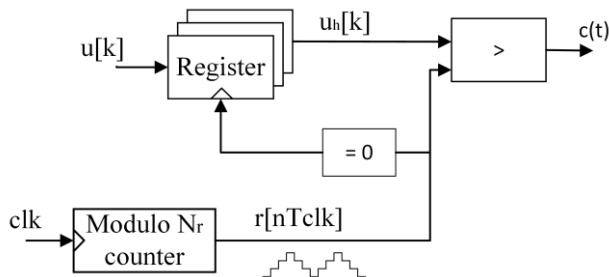 u[k]
Register
uh[k]
>
c(t)
= 0
clk
Modulo Nr
counter
r[nTclk]